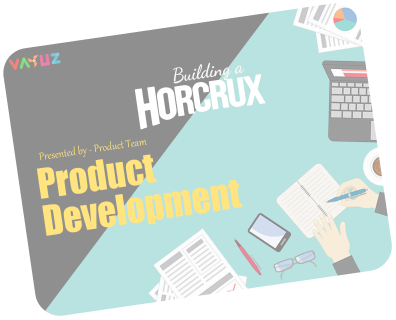 VAYUZ
Building a
HORCRUX
Presented by - Product Team
Product
Development